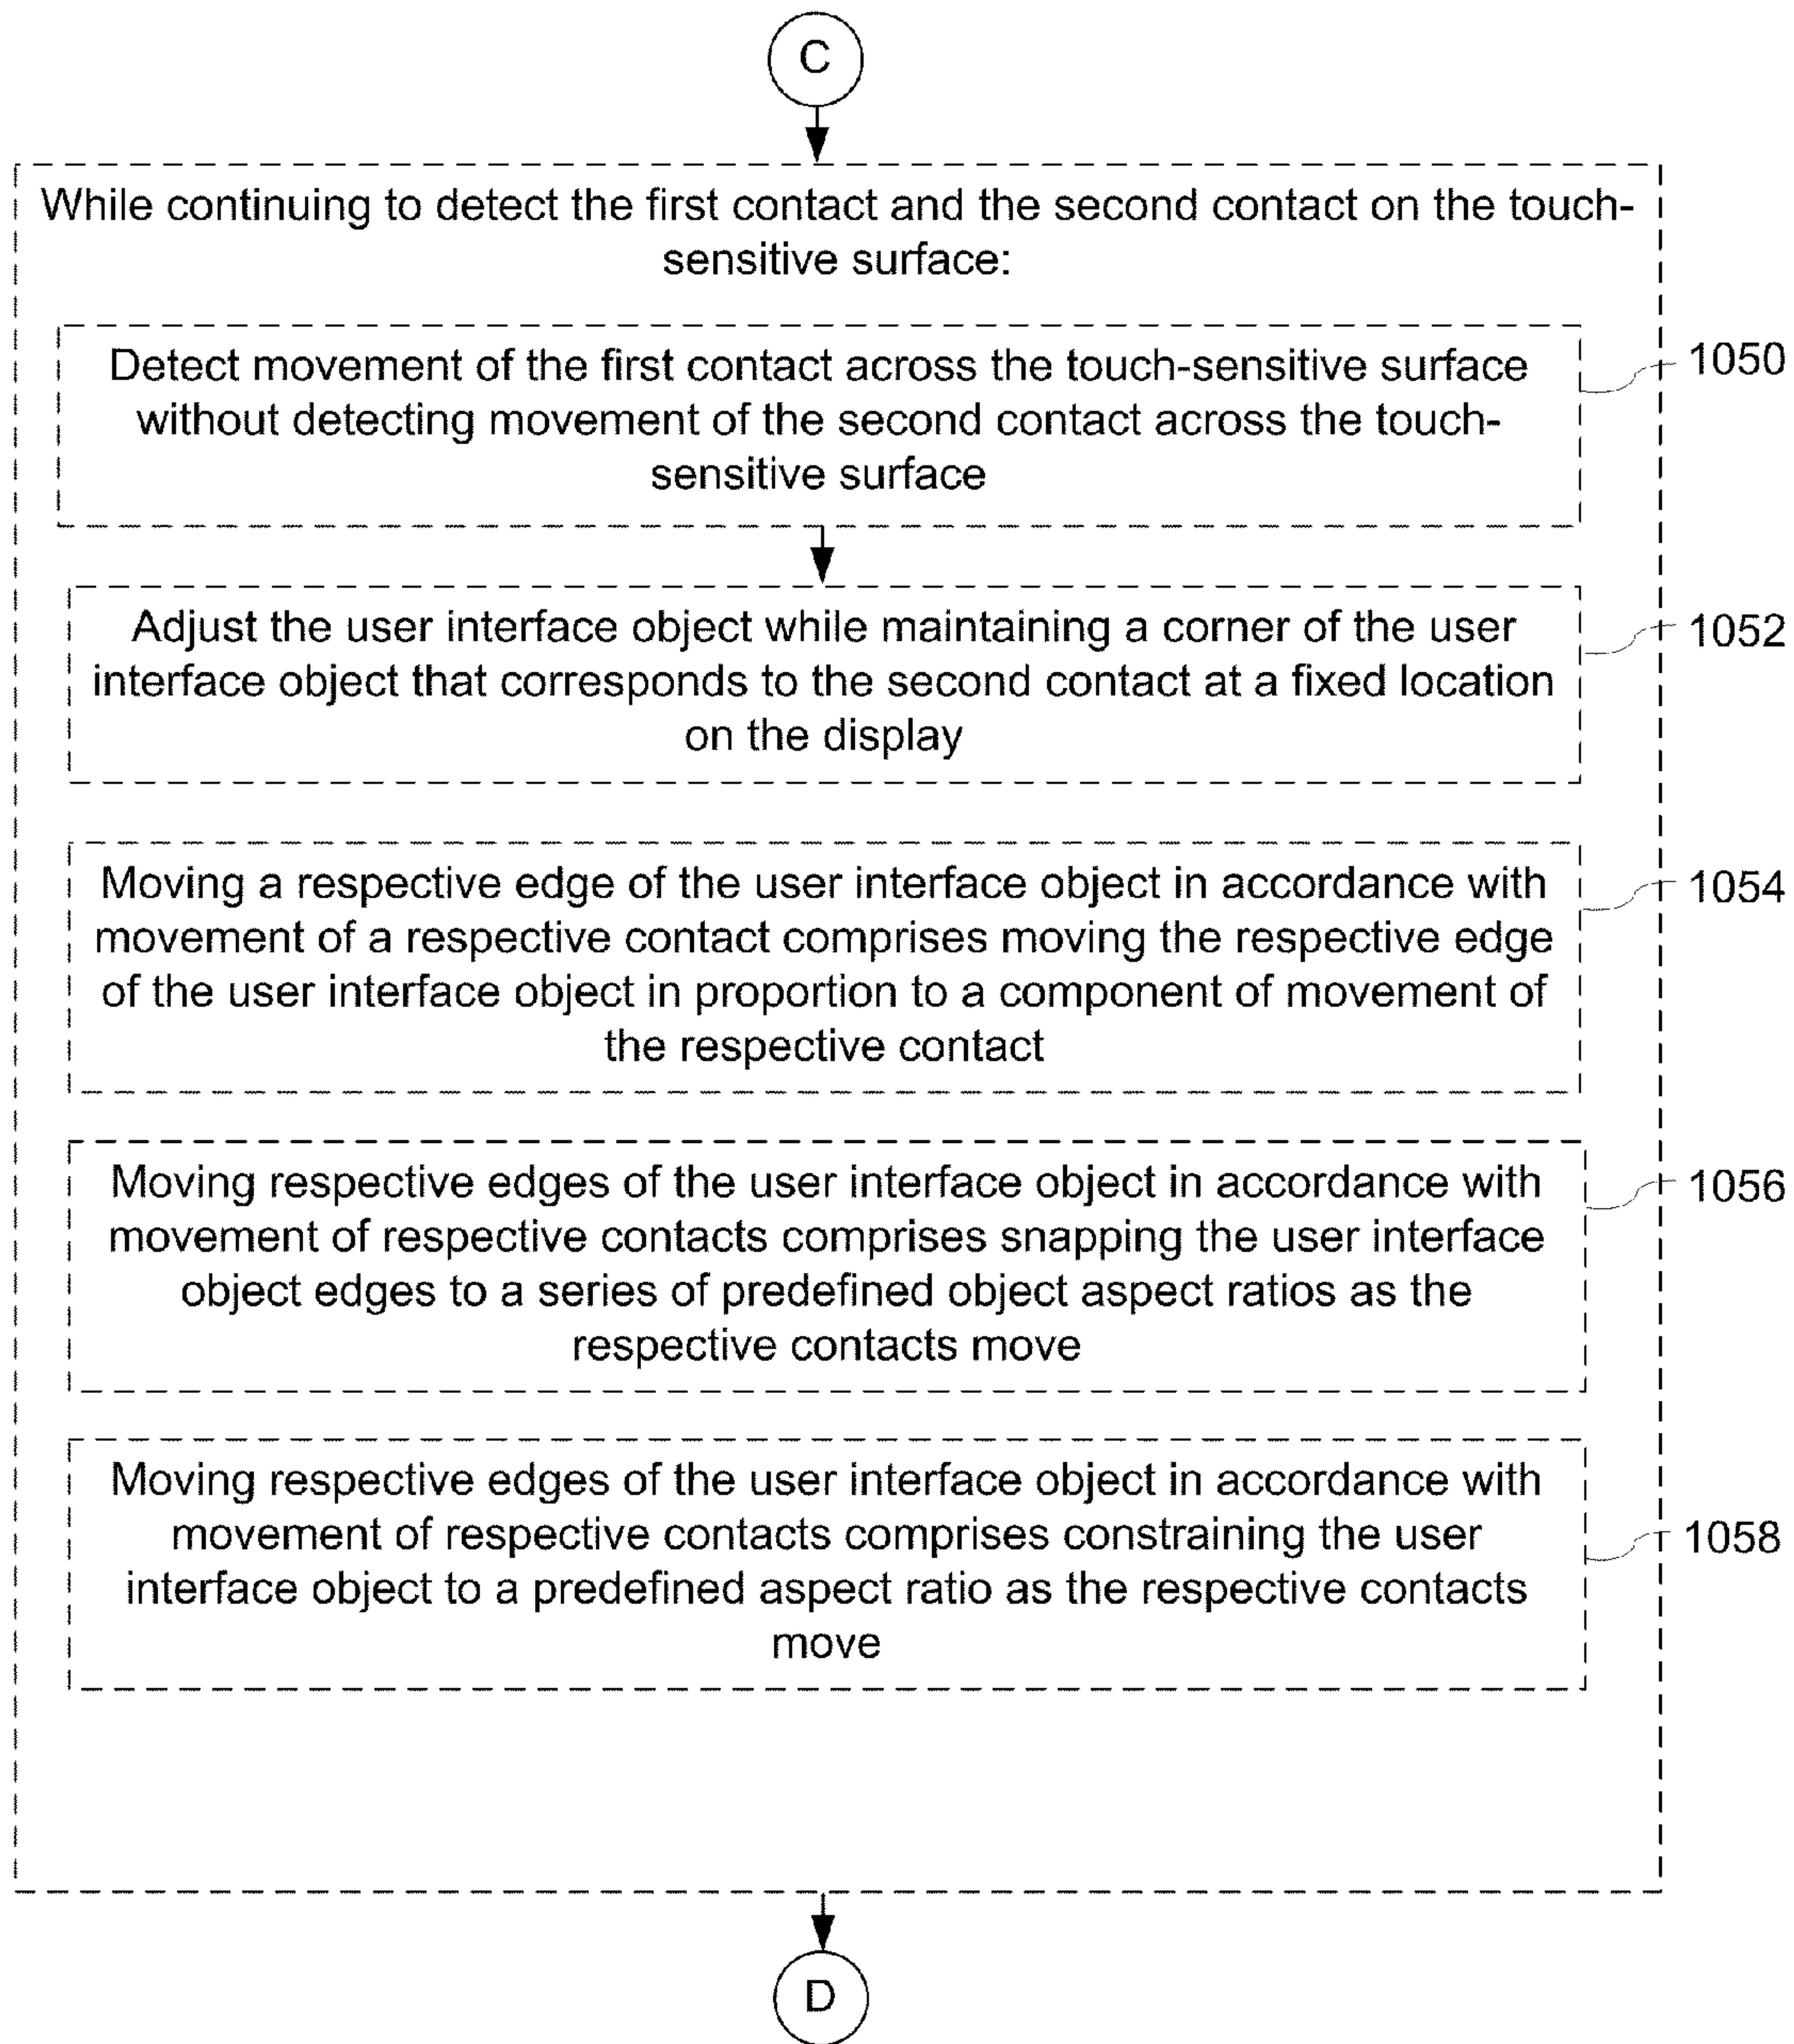 C
While continuing to detect the first contact and the second contact on the touch-
sensitive surface:
Detect movement of the first contact across the touch-sensitive surface
without detecting movement of the second contact across the touch-
sensitive surface
1050
Adjust the user interface object while maintaining a corner of the user
interface object that corresponds to the second contact at a fixed location
on the display
1052
Moving a respective edge of the user interface object in accordance with
movement of a respective contact comprises moving the respective edge
of the user interface object in proportion to a component of movement of
the respective contact
1054
Moving respective edges of the user interface object in accordance with
movement of respective contacts comprises snapping the user interface
object edges to a series of predefined object aspect ratios as the
respective contacts move
1056
Moving respective edges of the user interface object in accordance with
movement of respective contacts comprises constraining the user
interface object to a predefined aspect ratio as the respective contacts
move
1058
D